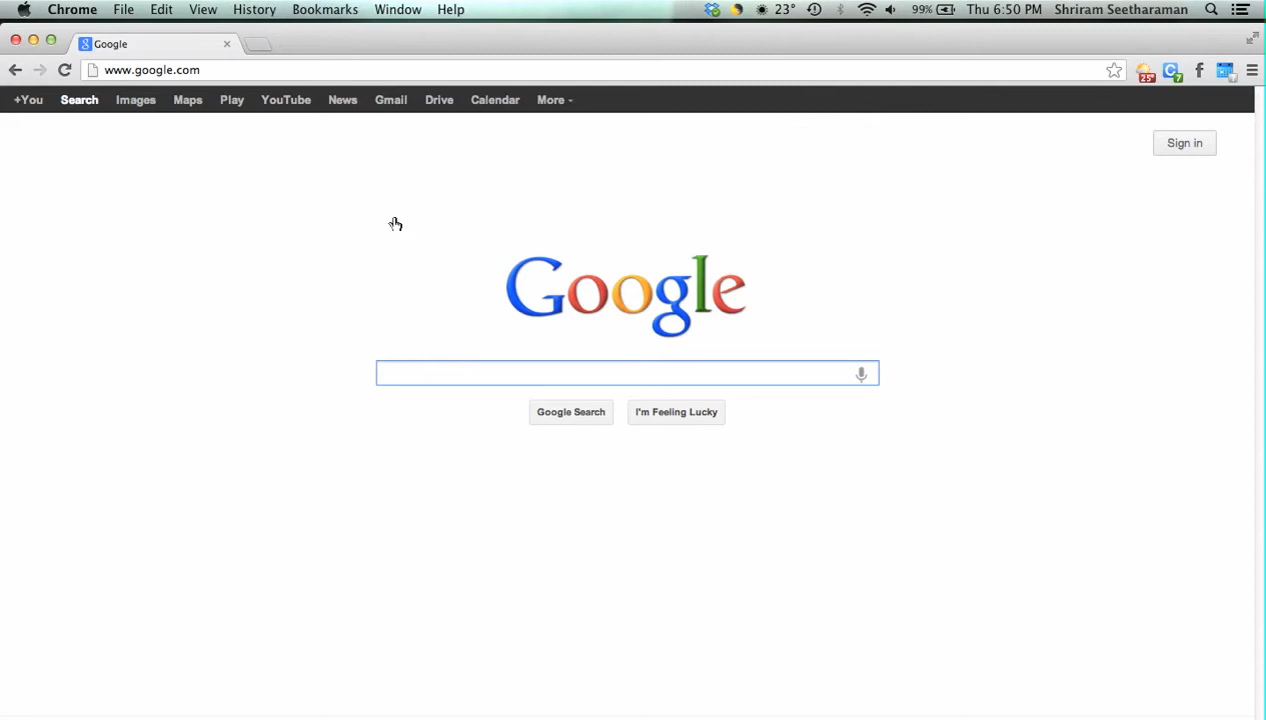 Chrome File Edit View History Bookmarks Window Help 23° 99% Thu 6:50 PM Shriram Seetharaman
Google
www.google.com 25° 7
+You Search Images Maps Play YouTube News Gmail Drive Calendar More
Sign in
Google
Google Search I'm Feeling Lucky